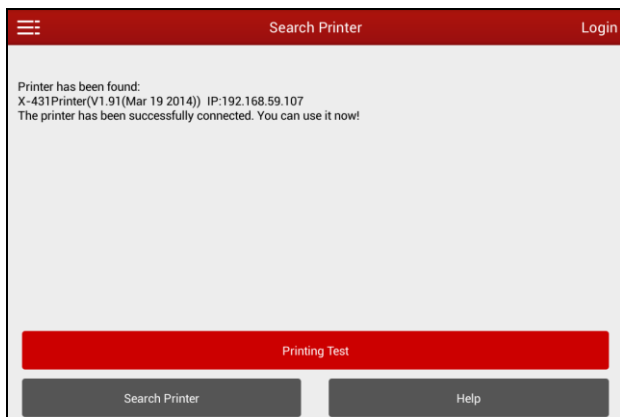 Search Printer
Login
Printer has been found:
X-431Printer(V1.91(Mar 19 2014)) IP:192.168.59.107
The printer has been successfully connected. You can use it now!
Printing Test
Search Printer
Help